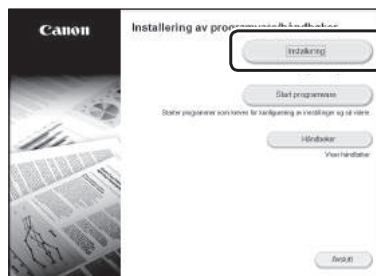 Canon
Installering av programvare/håndbøker
Installering
Start programvare
Starter programmer som kreves for konfigurering av innstillinger og så videre.
Håndbøker
Viser håndbøker.
Avslutt